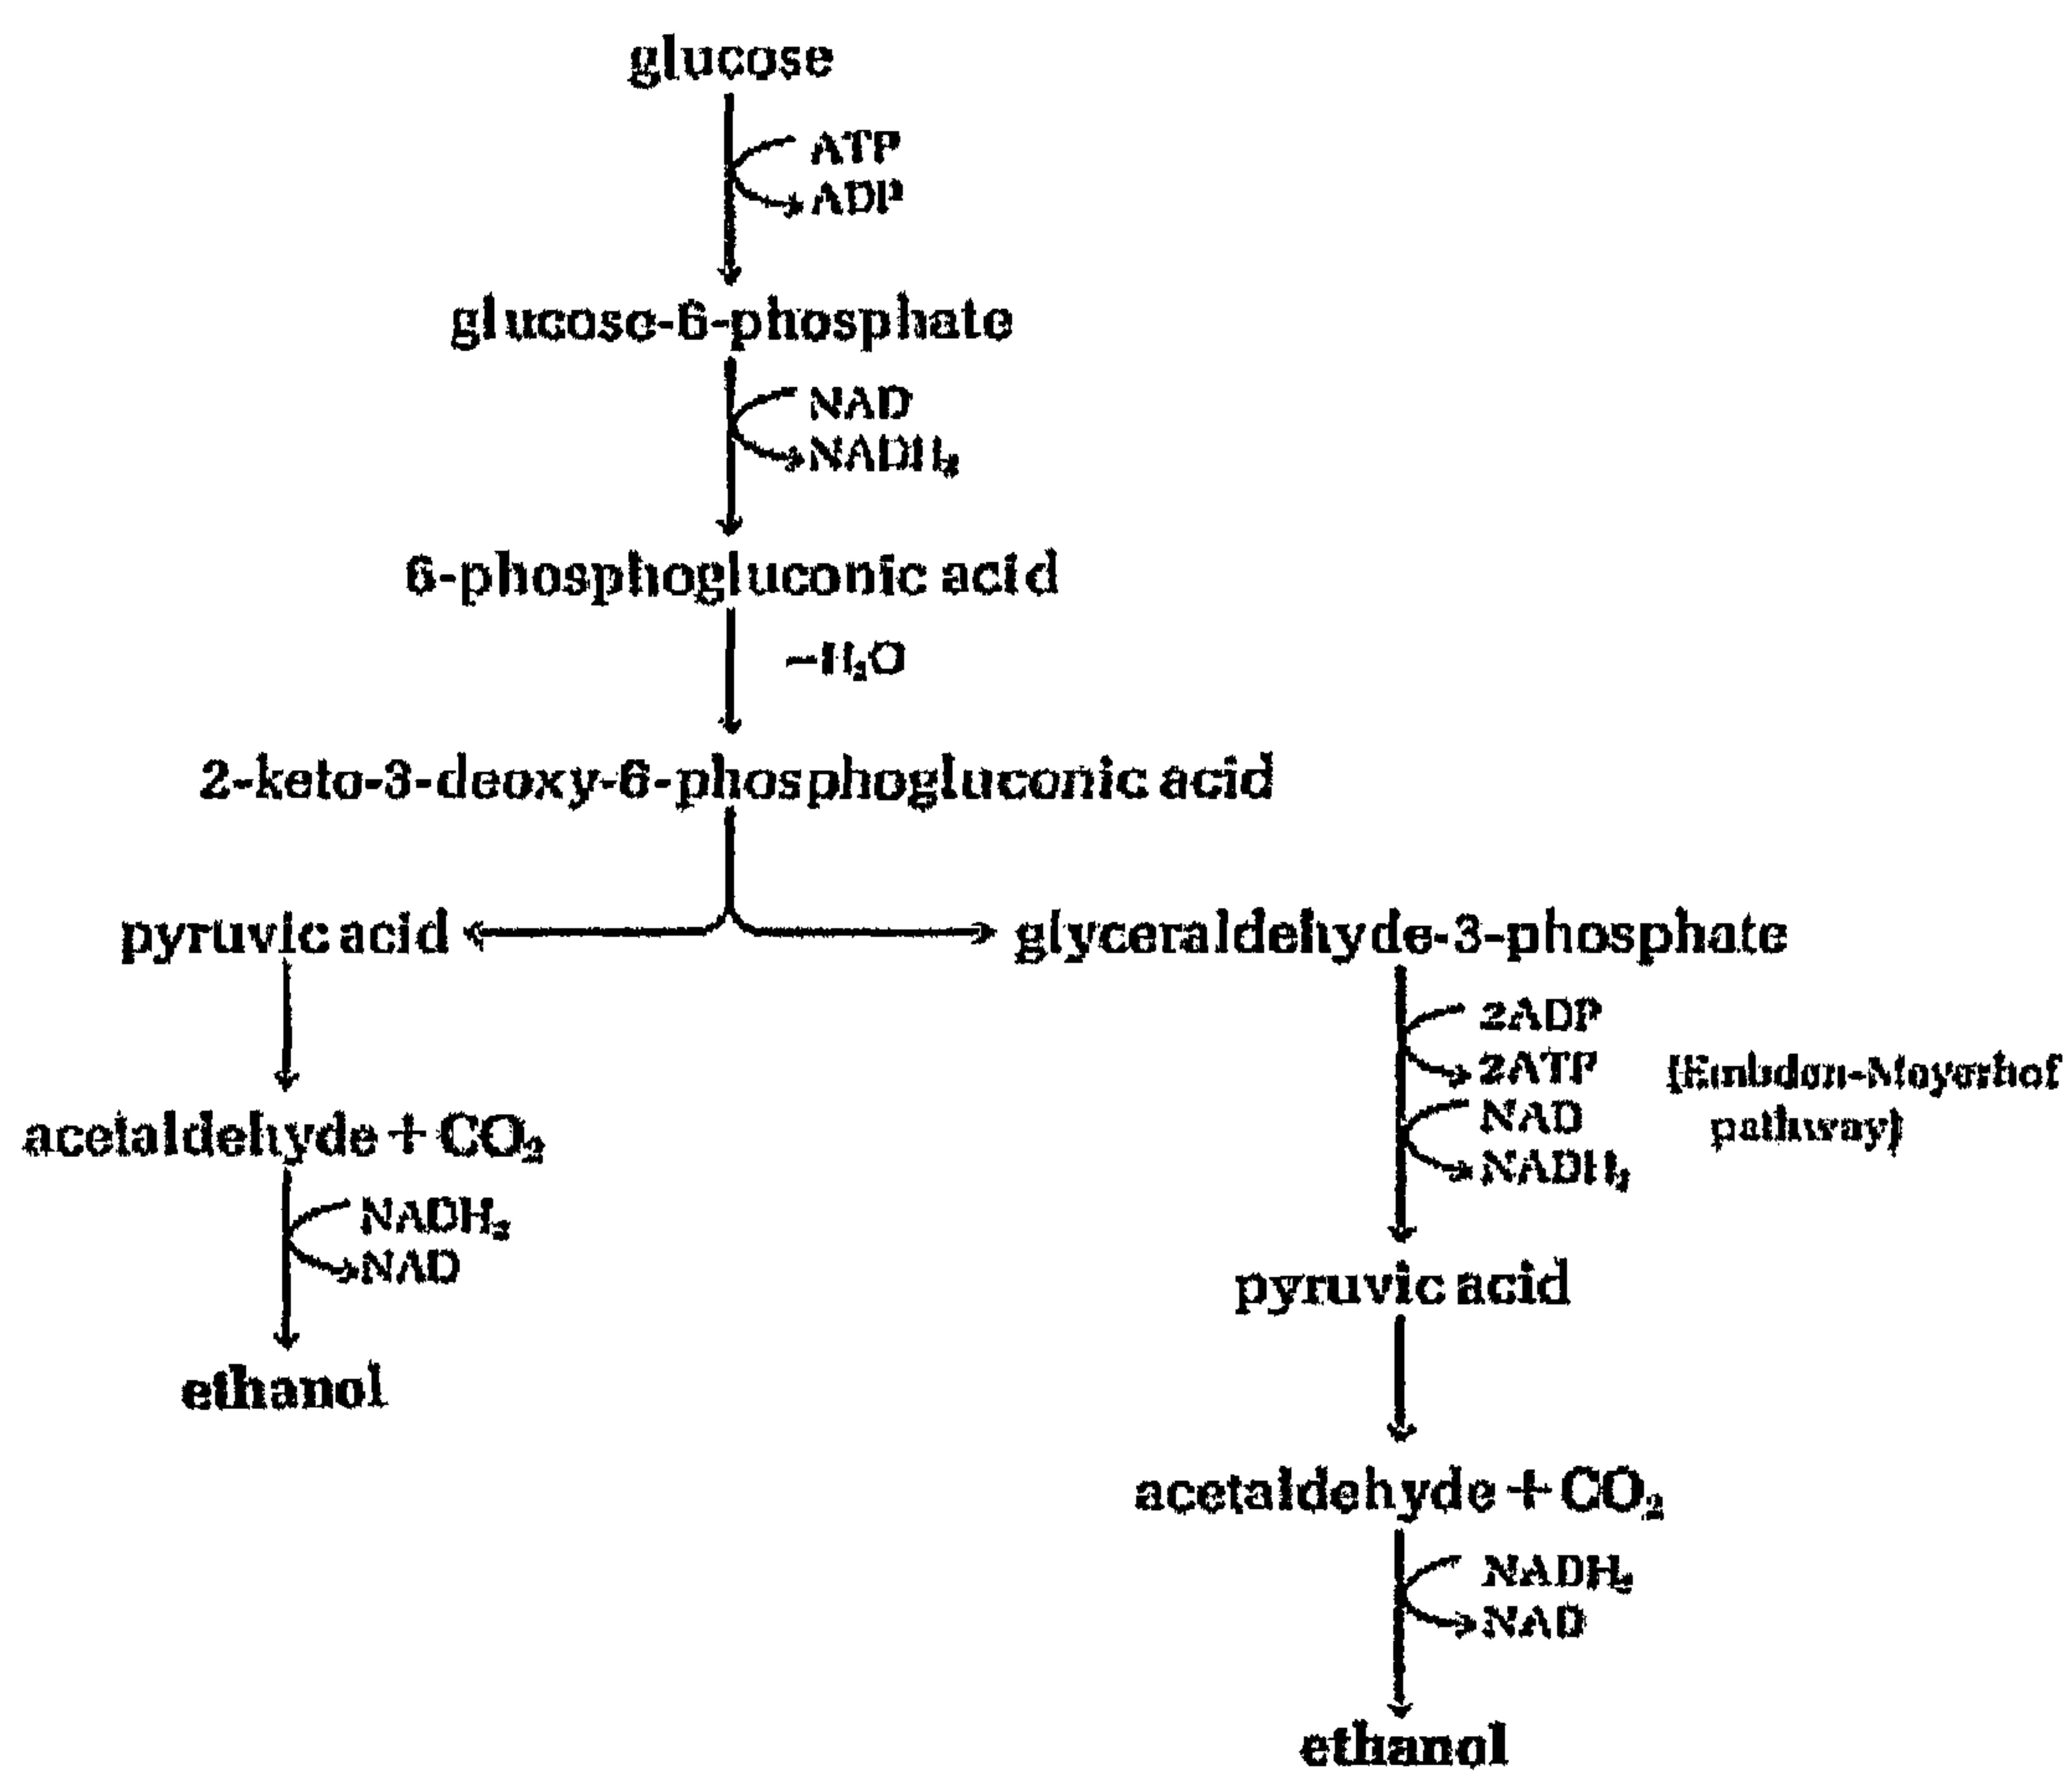 glucose
ATP
ADP
glucose-6-phosphate
NAD
NADH₂
6-phosphogluconic acid
−H₂O
2-keto-3-deoxy-6-phosphogluconic acid
pyruvic acid
glyceraldehyde-3-phosphate
2ADP
2ATP
(Embden-Meyerhof
pathway)
NAD
NADH₂
acetaldehyde + CO₂
NADH₂
NAD
pyruvic acid
ethanol
acetaldehyde + CO₂
NADH₂
NAD
ethanol